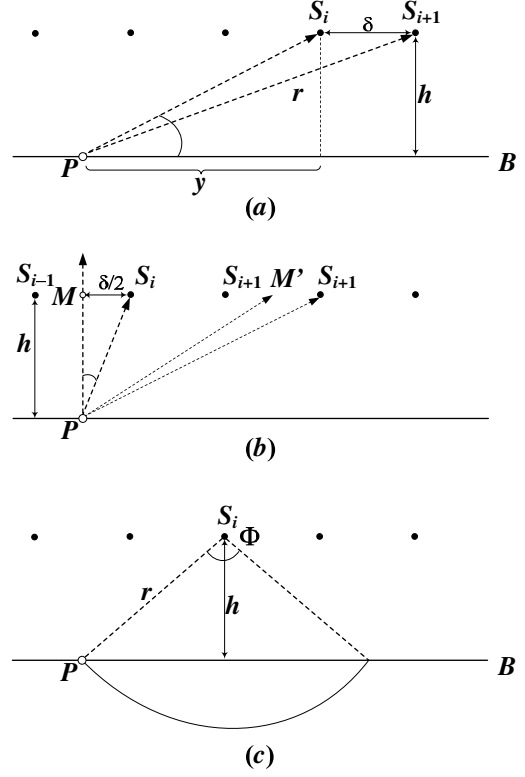 S_i S_{i+1}
δ
r h
P B
y
(a)
S_{i-1} M δ/2 S_i S_{i+1} M' S_{i+1}
h
P
(b)
S_i
Φ
r h
P B
(c)